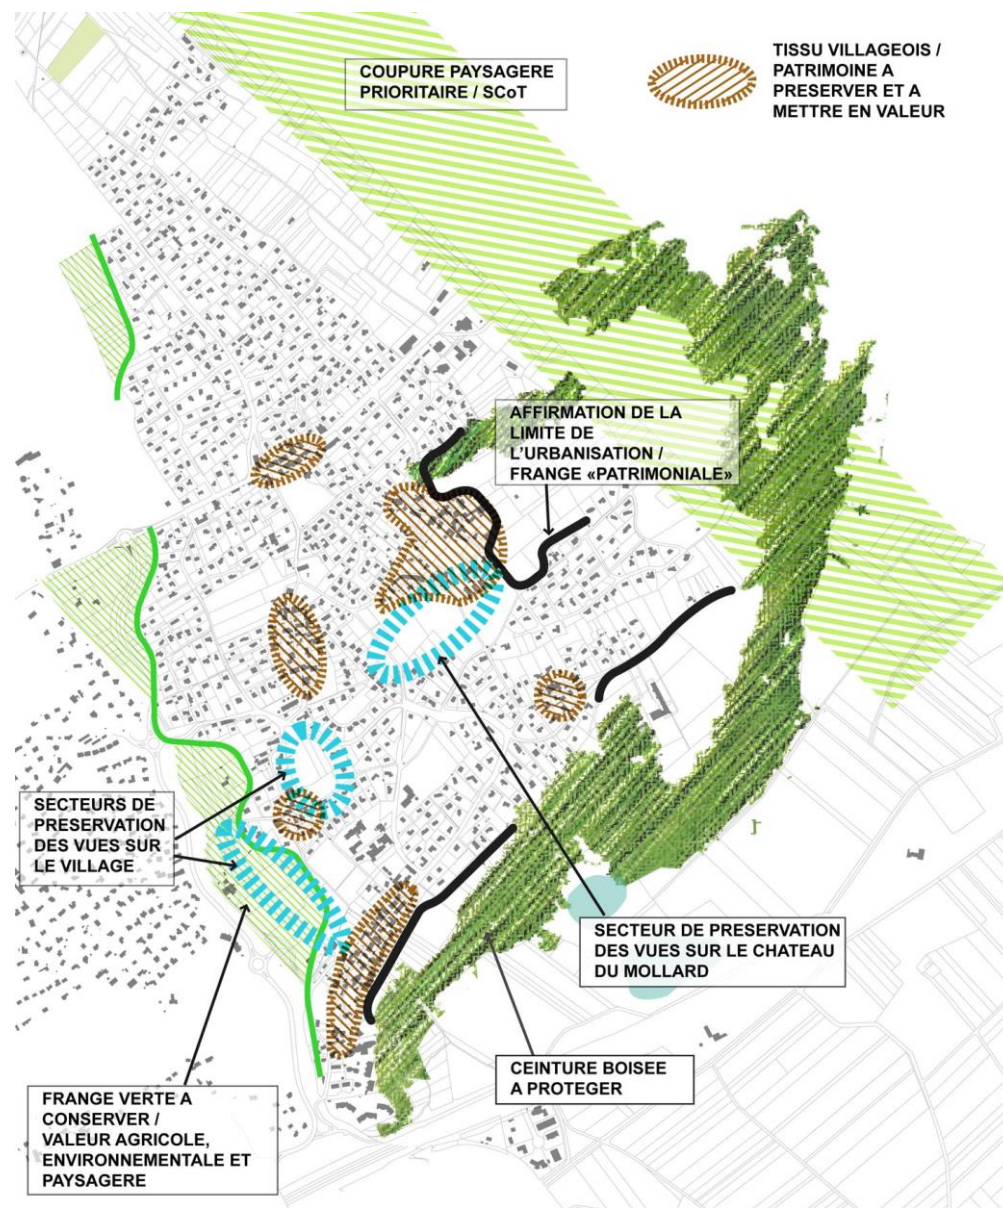 COUPURE PAYSAGERE
PRIORITAIRE / SCoT
TISSU VILLAGEOIS /
PATRIMOINE A
PRESERVER ET A
METTRE EN VALEUR
AFFIRMATION DE LA
LIMITE DE
L'URBANISATION /
FRANGE «PATRIMONIALE»
SECTEURS DE
PRESERVATION
DES VUES SUR
LE VILLAGE
SECTEUR DE PRESERVATION
DES VUES SUR LE CHATEAU
DU MOLLARD
CEINTURE BOISEE
A PROTEGER
FRANGE VERTE A
CONSERVER /
VALEUR AGRICOLE,
ENVIRONNEMENTALE ET
PAYSAGERE